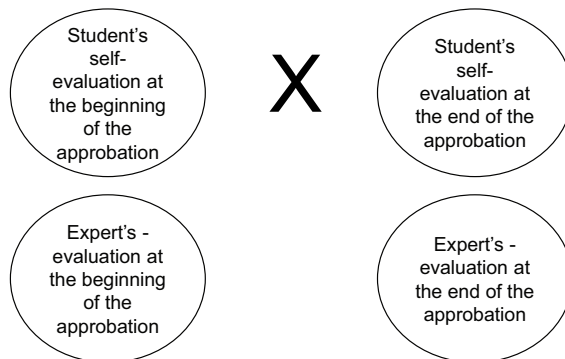 Student’s
self-
evaluation at
the beginning
of the
approbation
X
Student’s
self-
evaluation at
the end of the
approbation
Expert’s -
evaluation at
the beginning
of the
approbation
Expert’s -
evaluation at
the end of the
approbation